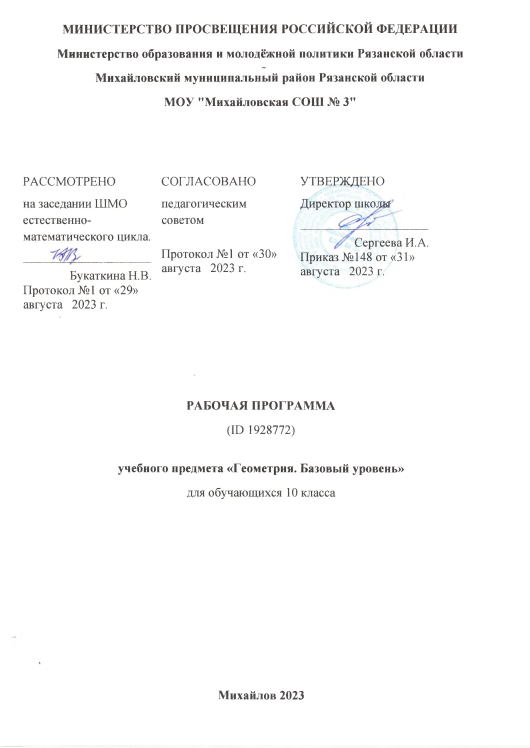 МИНИСТЕРСТВО ПРОСВЕЩЕНИЯ РОССИЙСКОЙ ФЕДЕРАЦИИ
Министерство образования и молодёжной политики Рязанской области
Михайловский муниципальный район Рязанской области
МОУ "Михайловская СОШ № 3"
РАССМОТРЕНО
на заседании ШМО
естественно-
математического цикла.
Букаткина Н.В.
Протокол №1 от «29»
августа 2023 г.
СОГЛАСОВАНО
педагогическим
советом
Протокол №1 от «30»
августа 2023 г.
УТВЕРЖДЕНО
Директор школы
Сергеева И.А.
Приказ №148 от «31»
августа 2023 г.
РАБОЧАЯ ПРОГРАММА
(ID 1928772)
учебного предмета «Геометрия. Базовый уровень»
для обучающихся 10 класса
Михайлов 2023